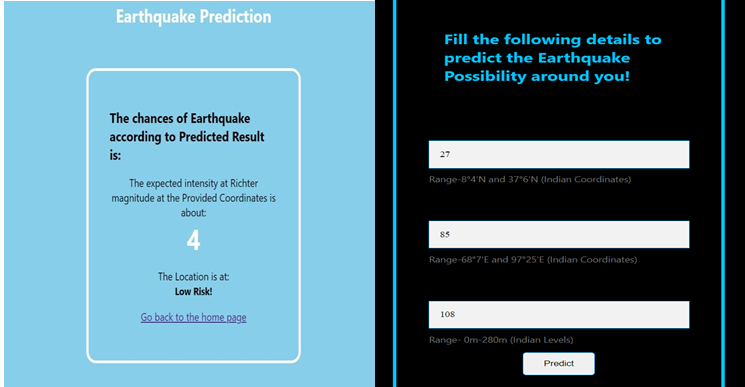 Earthquake Prediction
The chances of Earthquake
according to Predicted Result
is:
The expected intensity at Richter
magnitude at the Provided Coordinates is
about:
4
The Location is at:
Low Risk!
Go back to the home page
Fill the following details to
predict the Earthquake
Possibility around you!
27
Range-8°4'N and 37°6'N (Indian Coordinates)
85
Range-68°7'E and 97°25'E (Indian Coordinates)
108
Range- 0m-280m (Indian Levels)
Predict